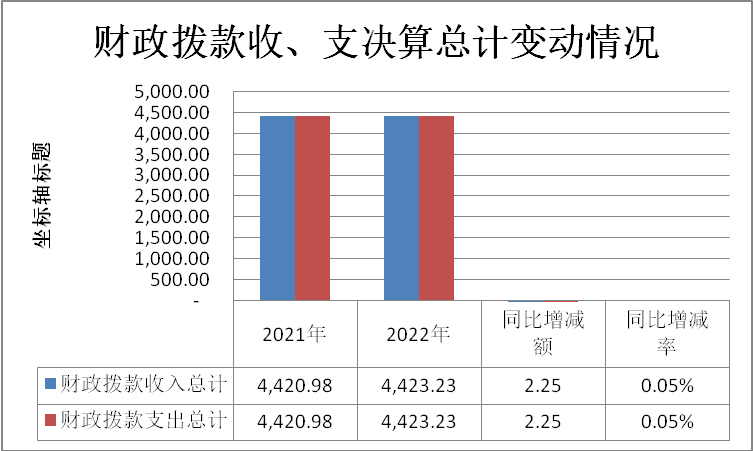 财政拨款收、支决算总计变动情况
坐标轴标题
5,000.00
4,500.00
4,000.00
3,500.00
3,000.00
2,500.00
2,000.00
1,500.00
1,000.00
500.00
-
2021年 2022年 同比增减额 同比增减率
财政拨款收入总计 4,420.98 4,423.23 2.25 0.05%
财政拨款支出总计 4,420.98 4,423.23 2.25 0.05%